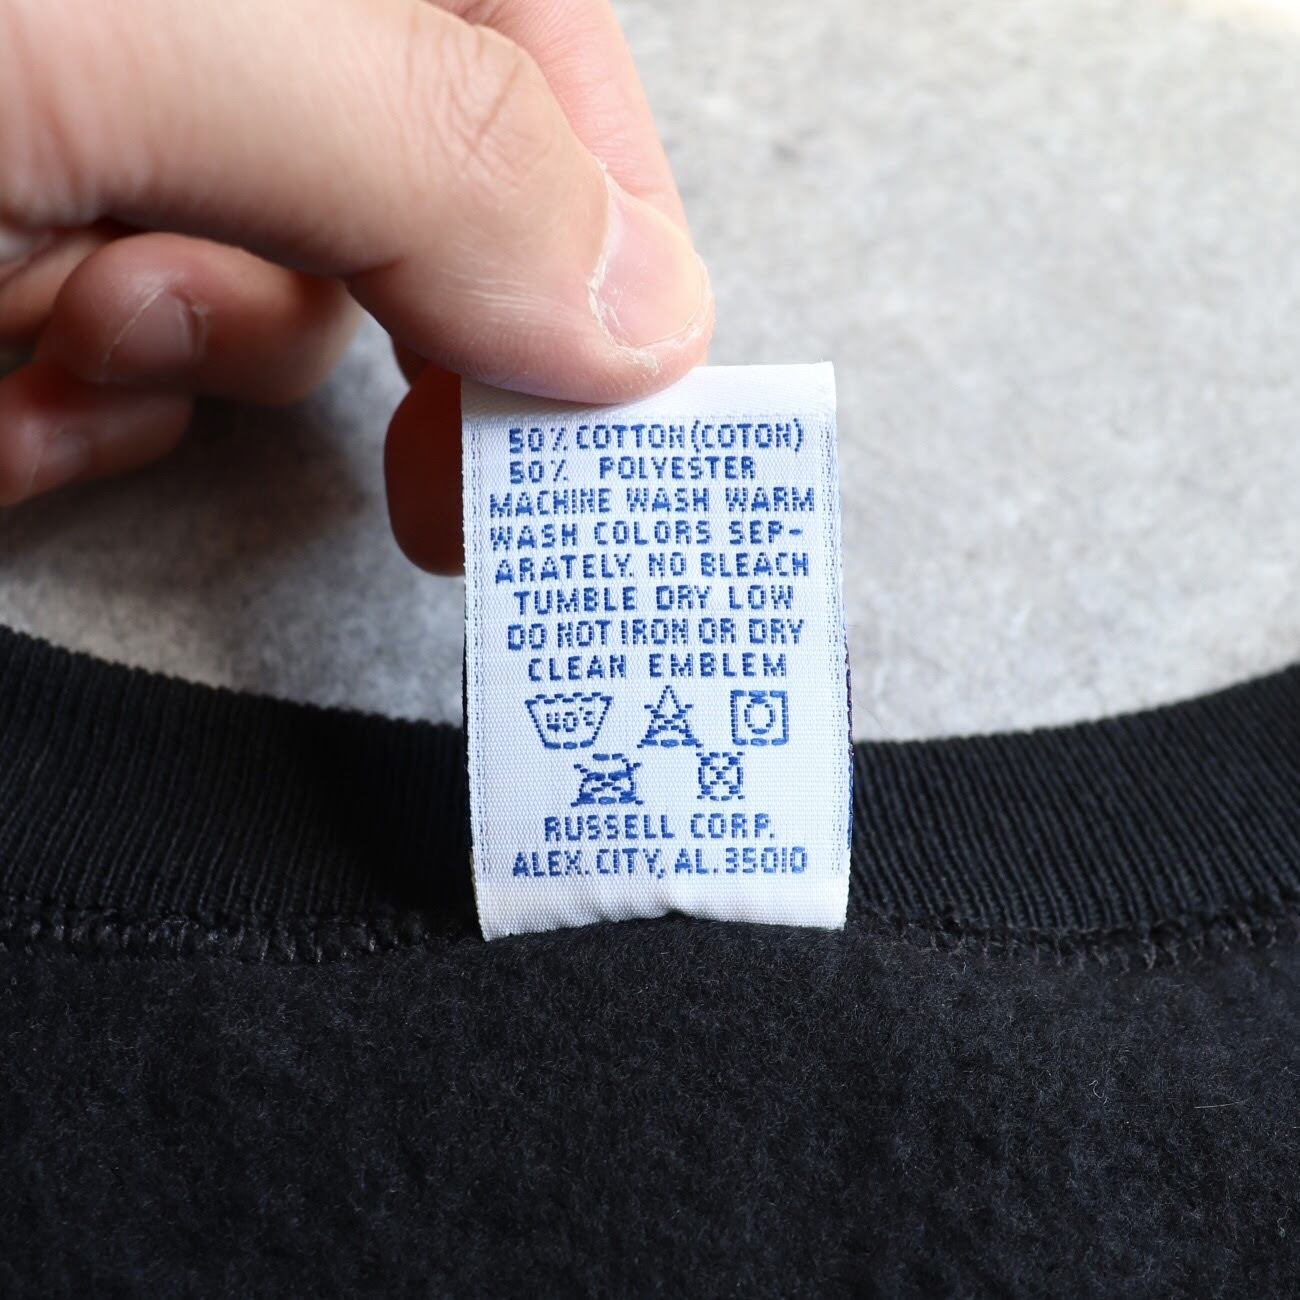 50% COTTON (COTON)
50% POLYESTER
MACHINE WASH WARM
WASH COLORS SEP-
ARATELY. NO BLEACH
TUMBLE DRY LOW
DO NOT IRON OR DRY
CLEAN EMBLEM
40°C
RUSSELL CORP.
ALEX. CITY, AL. 35010